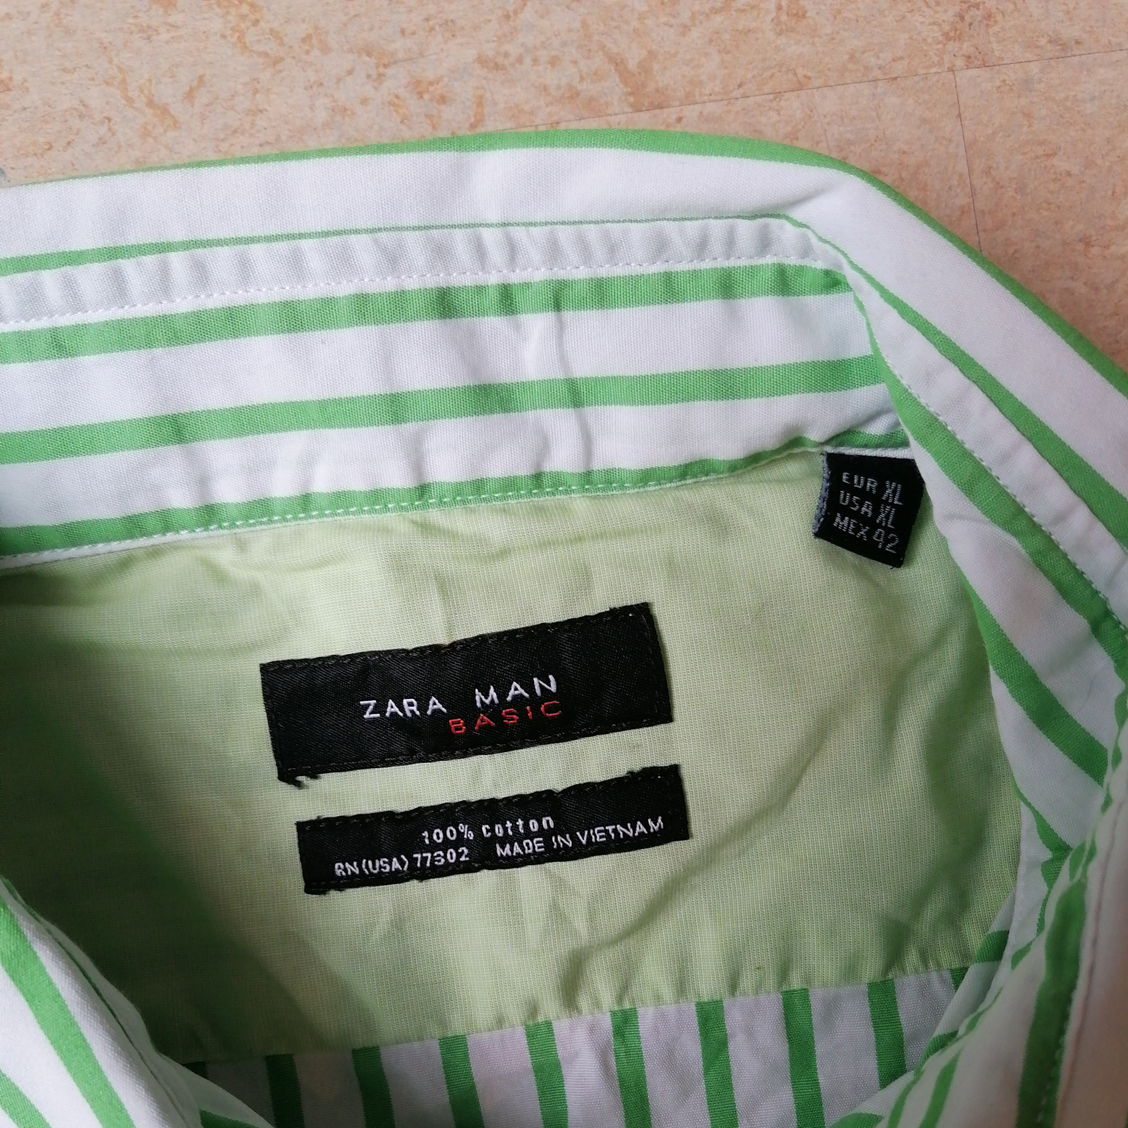 EUR XL
USA XL
MEX 42
ZARA MAN
BASIC
100% cotton
RN(USA) 77302 MADE IN VIETNAM